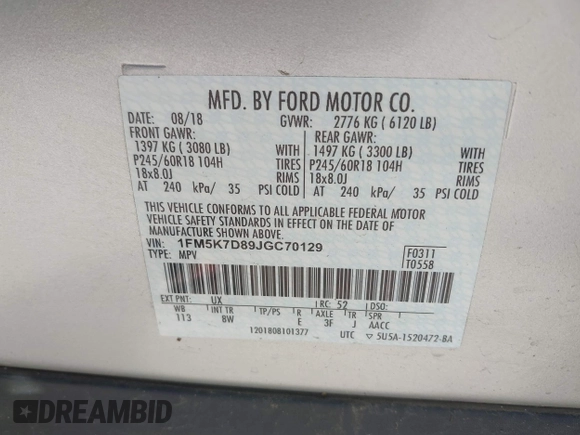 MFD. BY FORD MOTOR CO.
DATE: 08/18 GVWR: 2776 KG ( 6120 LB)
FRONT GAWR: REAR GAWR:
1397 KG ( 3080 LB) WITH 1497 KG ( 3300 LB) WITH
P245/60R18 104H TIRES P245/60R18 104H TIRES
18x8.0J RIMS 18x8.0J RIMS
AT 240 kPa/ 35 PSI COLD AT 240 kPa/ 35 PSI COLD
THIS VEHICLE CONFORMS TO ALL APPLICABLE FEDERAL MOTOR
VEHICLE SAFETY STANDARDS IN EFFECT ON THE DATE OF
MANUFACTURE SHOWN ABOVE.
VIN: 1FM5K7D89JGC70129 F0311
TYPE: MPV T055B
EXT PNT: UX RC: 52 DSO:
WB INT TR TP/PS R AXLE TR SPR
113 BW E 3F J AACC
1201808101377 UTC ▽ 5U5A-1520472-BA
DREAMBID